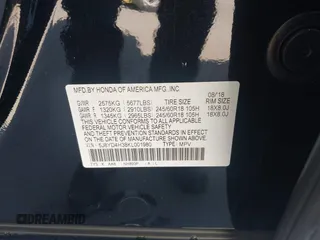 MFD. BY HONDA OF AMERICA MFG., INC.
08/18
GVWR 2575KG ( 5677LBS ) TIRE SIZE RIM SIZE
GAWR F 1320KG ( 2910LBS ) 245/60R18 105H 18X8.0J
GAWR R 1345KG ( 2965LBS ) 245/60R18 105H 18X8.0J
THIS VEHICLE CONFORMS TO ALL APPLICABLE
FEDERAL MOTOR VEHICLE SAFETY AND
THEFT PREVENTION STANDARDS IN EFFECT ON
THE DATE OF MANUFACTURE SHOWN ABOVE.
V.I.N.: 5J8YD4H38KL001980 TYPE: MPV